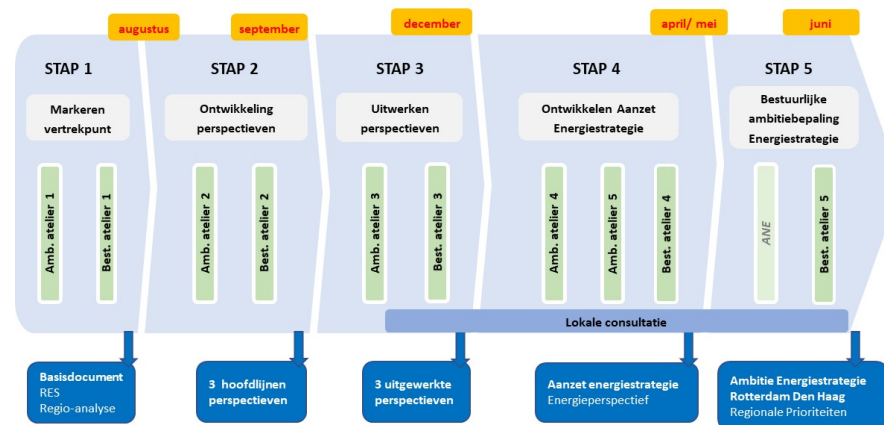 augustus
september
december
april/ mei
juni
STAP 1
STAP 2
STAP 3
STAP 4
STAP 5
Markeren
vertrekpunt
Ontwikkeling
perspectieven
Uitwerken
perspectieven
Ontwikkelen Aanzet
Energiestrategie
Bestuurlijke
ambitiebepaling
Energiestrategie
Amb. atelier 1
Best. atelier 1
Amb. atelier 2
Best. atelier 2
Amb. atelier 3
Best. atelier 3
Amb. atelier 4
Amb. atelier 5
Best. atelier 4
ANE
Best. atelier 5
Lokale consultatie
Basisdocument
RES
Regio-analyse
3 hoofdlijnen
perspectieven
3 uitgewerkte
perspectieven
Aanzet energiestrategie
Energieperspectief
Ambitie Energiestrategie
Rotterdam Den Haag
Regionale Prioriteiten